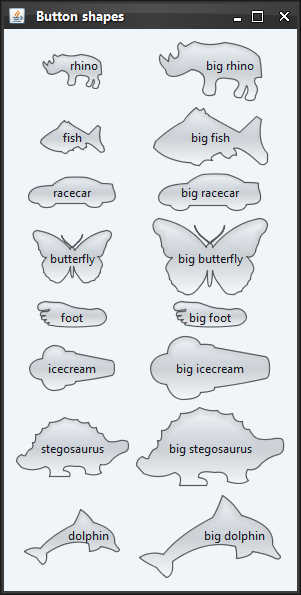 Button shapes
rhino big rhino
fish big fish
racecar big racecar
butterfly big butterfly
foot big foot
icecream big icecream
stegosaurus big stegosaurus
dolphin big dolphin